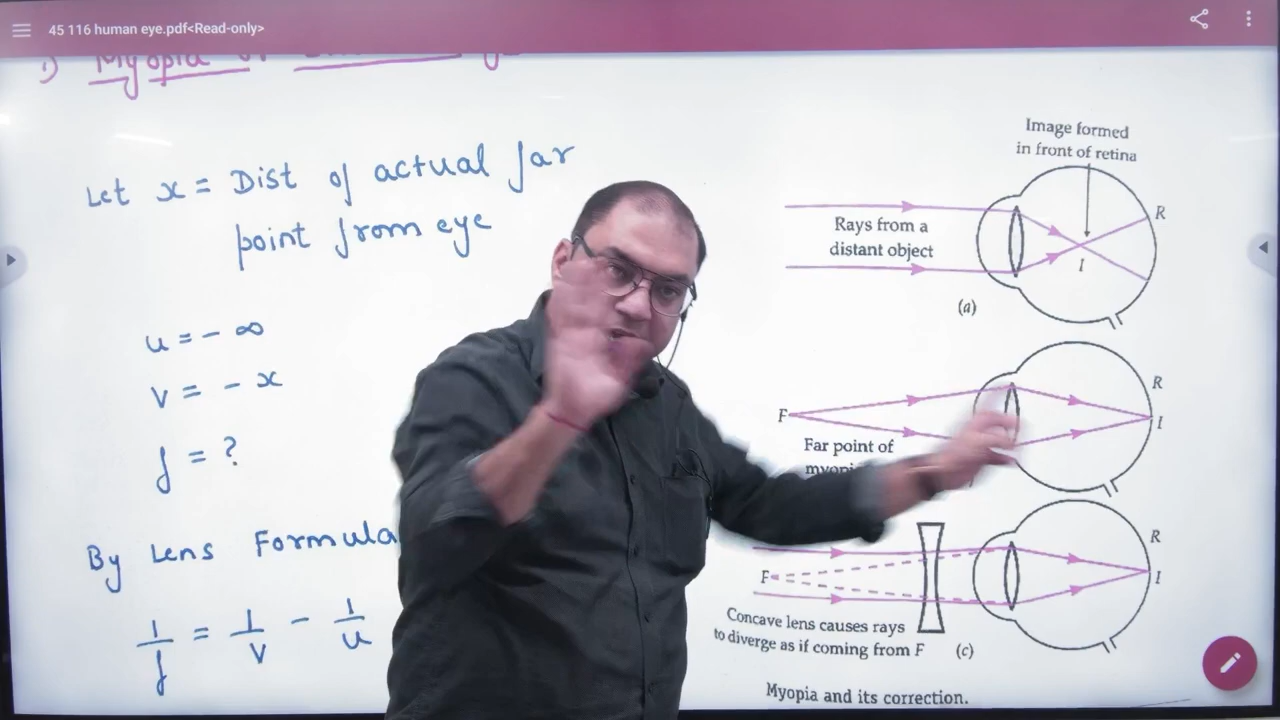 45 116 human eye.pdf<Read-only>
1) Myopia
Let x = Dist of actual far
point from eye
u = - ∞
v = - x
f = ?
By Lens Formula
1/f = 1/v - 1/u
Image formed
in front of retina
Rays from a
distant object
R
I
(a)
F
Far point of
R
I
F
R
I
Concave lens causes rays
to diverge as if coming from F
(c)
Myopia and its correction.